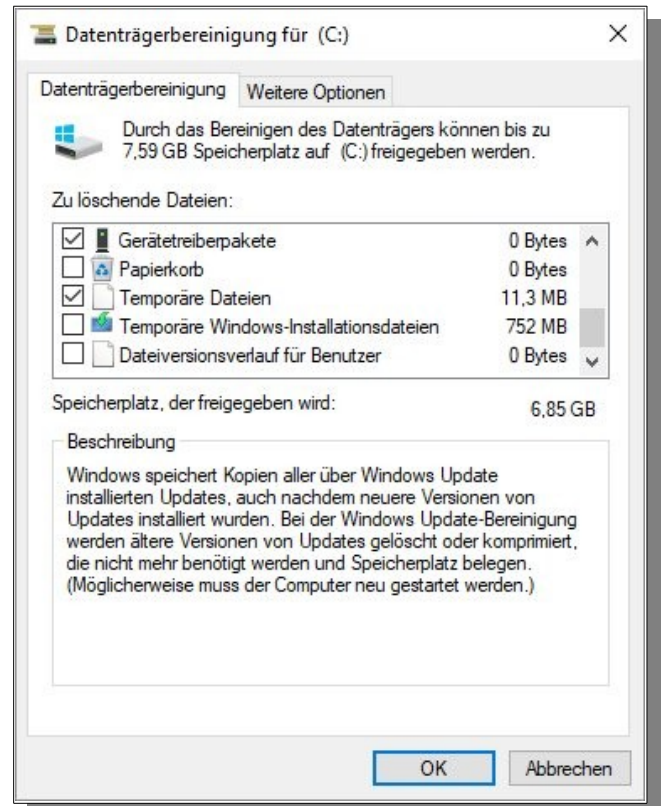 Datenträgerbereinigung für (C:)
Datenträgerbereinigung Weitere Optionen
Durch das Bereinigen des Datenträgers können bis zu
7,59 GB Speicherplatz auf (C:) freigegeben werden.
Zu löschende Dateien:
Gerätetreiberpakete 0 Bytes
Papierkorb 0 Bytes
Temporäre Dateien 11,3 MB
Temporäre Windows-Installationsdateien 752 MB
Dateiversionsverlauf für Benutzer 0 Bytes
Speicherplatz, der freigegeben wird: 6,85 GB
Beschreibung
Windows speichert Kopien aller über Windows Update
installierten Updates, auch nachdem neuere Versionen von
Updates installiert wurden. Bei der Windows Update-Bereinigung
werden ältere Versionen von Updates gelöscht oder komprimiert,
die nicht mehr benötigt werden und Speicherplatz belegen.
(Möglicherweise muss der Computer neu gestartet werden.)
OK Abbrechen